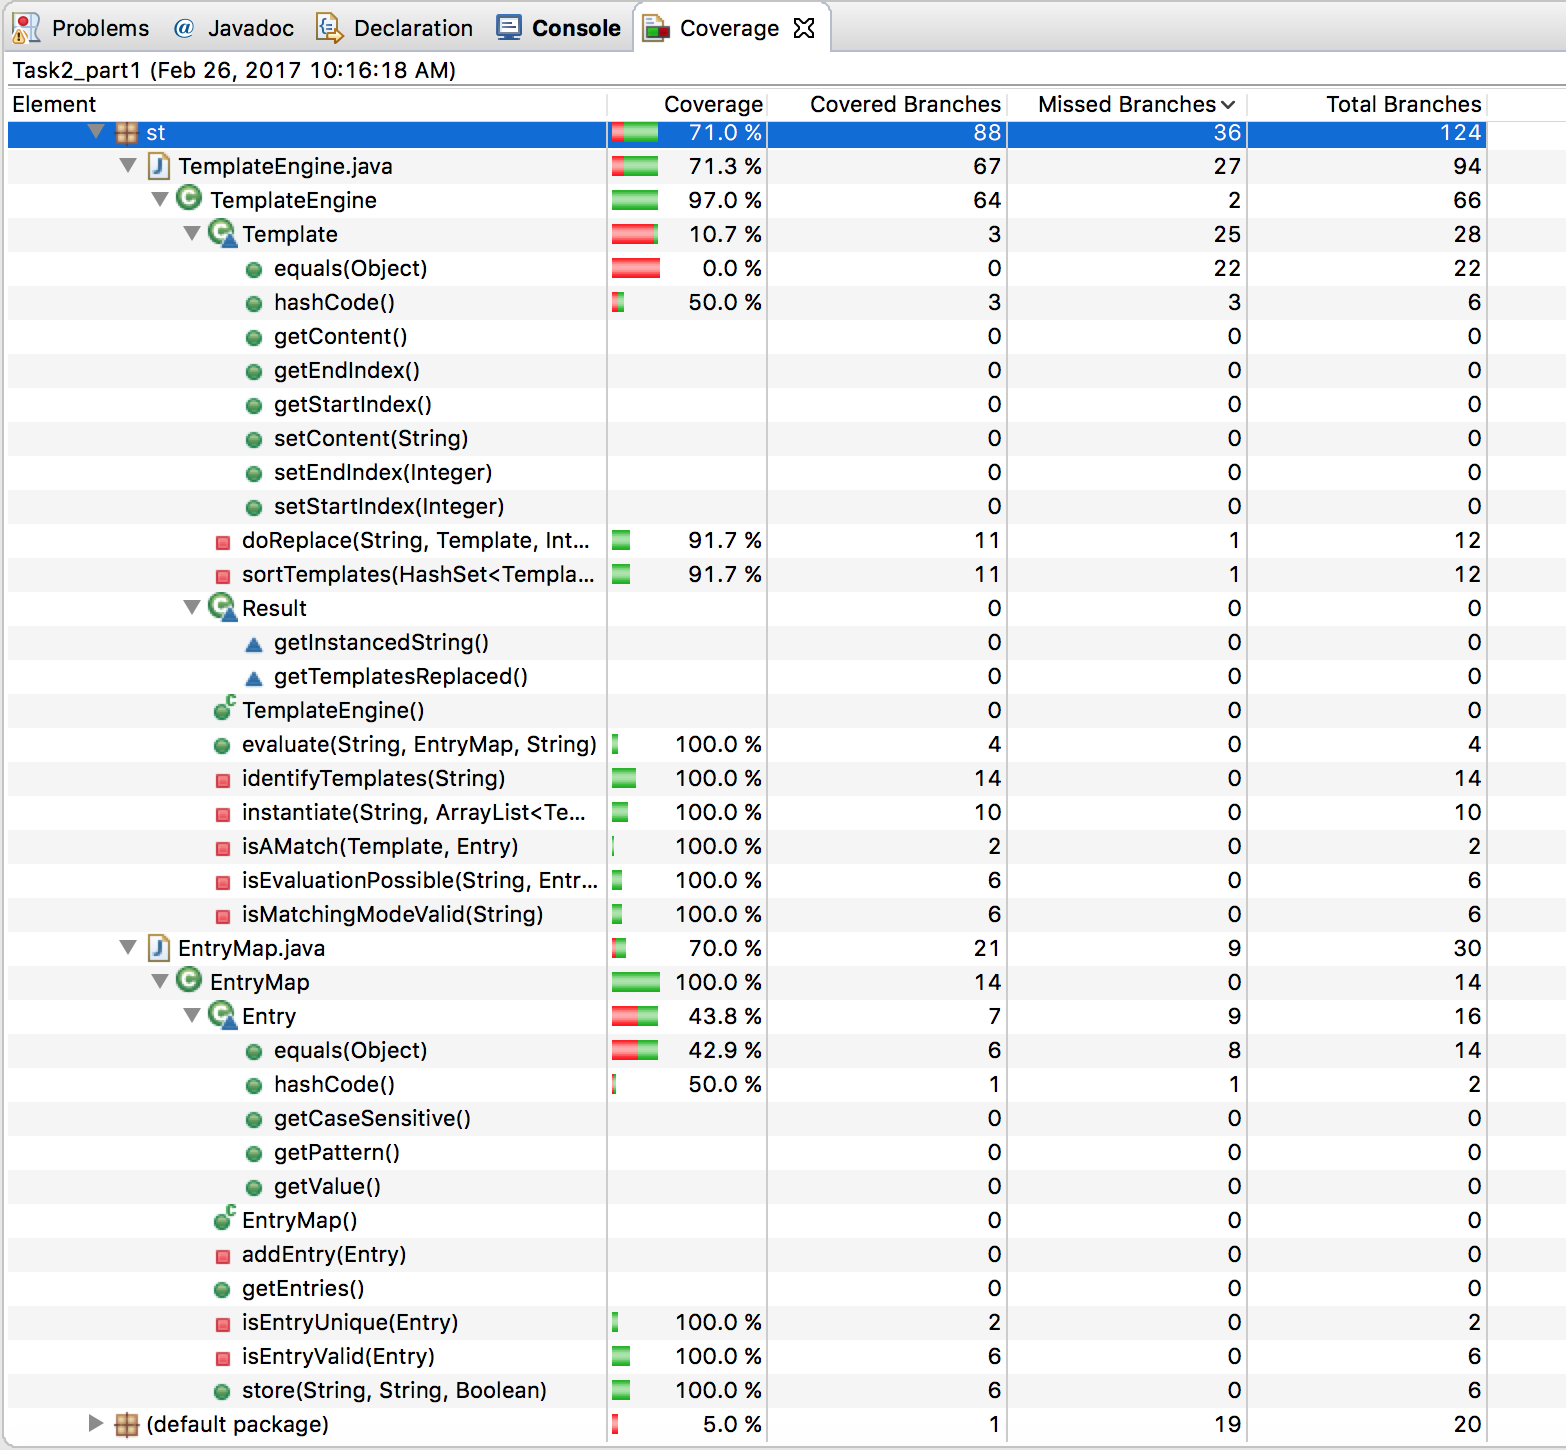 Problems @ Javadoc Declaration Console Coverage
Task2_part1 (Feb 26, 2017 10:16:18 AM)
Element Coverage Covered Branches Missed Branches Total Branches
st 71.0 % 88 36 124
TemplateEngine.java 71.3 % 67 27 94
TemplateEngine 97.0 % 64 2 66
Template 10.7 % 3 25 28
equals(Object) 0.0 % 0 22 22
hashCode() 50.0 % 3 3 6
getContent() 0 0 0
getEndIndex() 0 0 0
getStartIndex() 0 0 0
setContent(String) 0 0 0
setEndIndex(Integer) 0 0 0
setStartIndex(Integer) 0 0 0
doReplace(String, Template, Int... 91.7 % 11 1 12
sortTemplates(HashSet<Templa... 91.7 % 11 1 12
Result 0 0 0
getInstancedString() 0 0 0
getTemplatesReplaced() 0 0 0
TemplateEngine() 0 0 0
evaluate(String, EntryMap, String) 100.0 % 4 0 4
identifyTemplates(String) 100.0 % 14 0 14
instantiate(String, ArrayList<Te... 100.0 % 10 0 10
isAMatch(Template, Entry) 100.0 % 2 0 2
isEvaluationPossible(String, Entr... 100.0 % 6 0 6
isMatchingModeValid(String) 100.0 % 6 0 6
EntryMap.java 70.0 % 21 9 30
EntryMap 100.0 % 14 0 14
Entry 43.8 % 7 9 16
equals(Object) 42.9 % 6 8 14
hashCode() 50.0 % 1 1 2
getCaseSensitive() 0 0 0
getPattern() 0 0 0
getValue() 0 0 0
EntryMap() 0 0 0
addEntry(Entry) 0 0 0
getEntries() 0 0 0
isEntryUnique(Entry) 100.0 % 2 0 2
isEntryValid(Entry) 100.0 % 6 0 6
store(String, String, Boolean) 100.0 % 6 0 6
(default package) 5.0 % 1 19 20